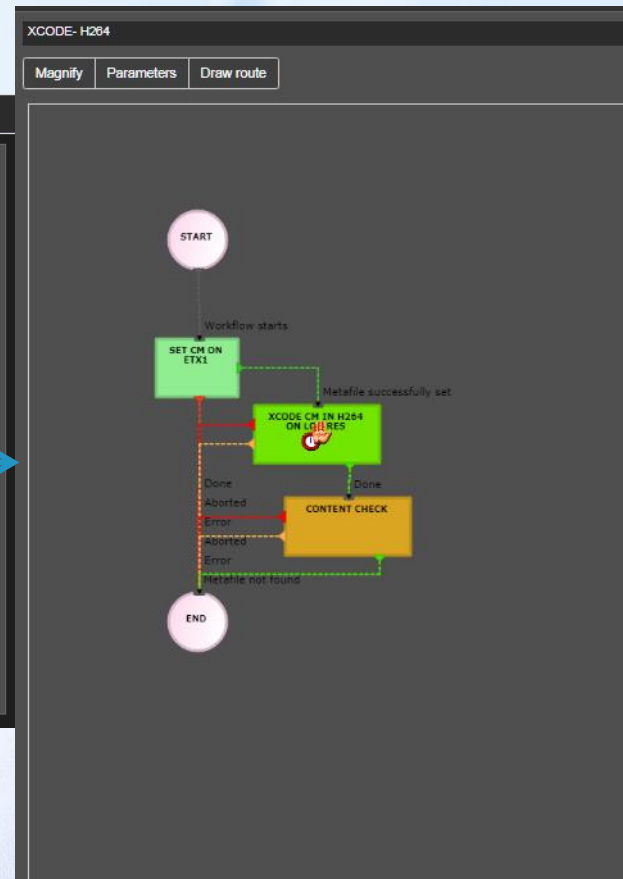 XCODE- H264
Magnify
Parameters
Draw route
START
Workflow starts
SET CM ON
ETX1
Metafile successfully set
XCODE CM IN H264
ON RES
Done
Done
Aborted
CONTENT CHECK
Error
Aborted
Error
Metafile not found
END